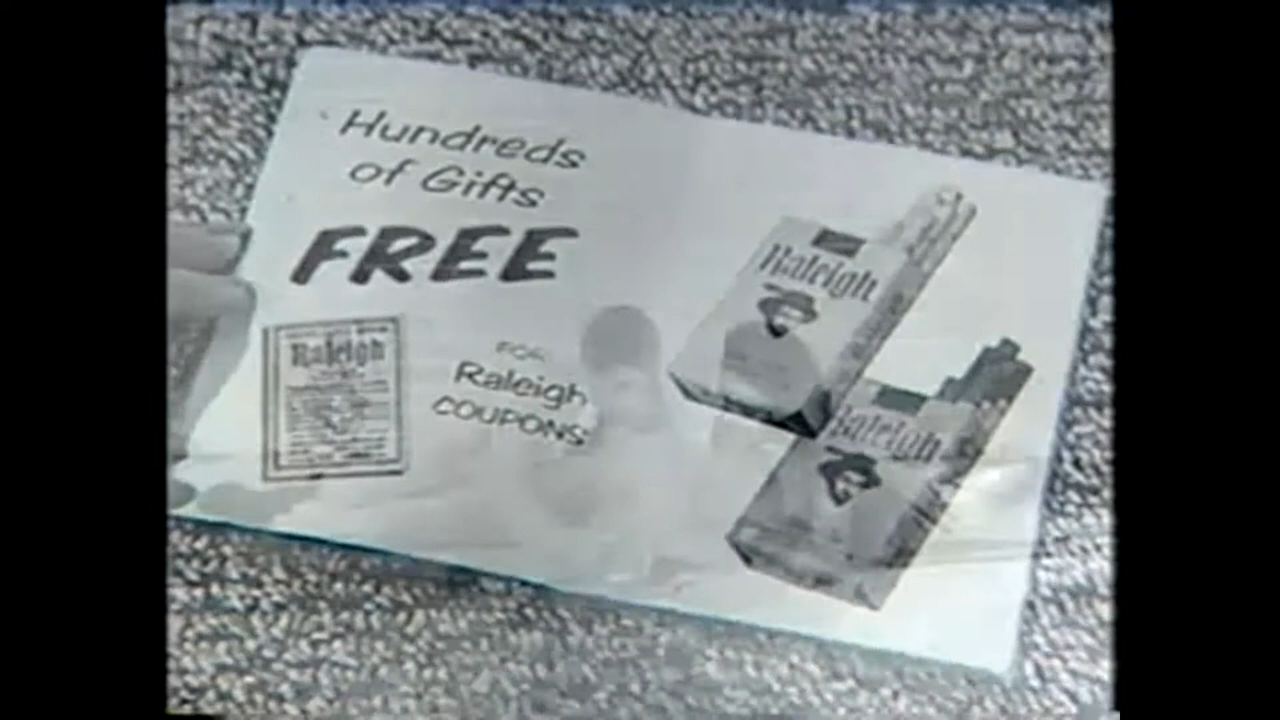 Hundreds
of Gifts
FREE
Raleigh
FOR
Raleigh
COUPONS
Raleigh
Raleigh